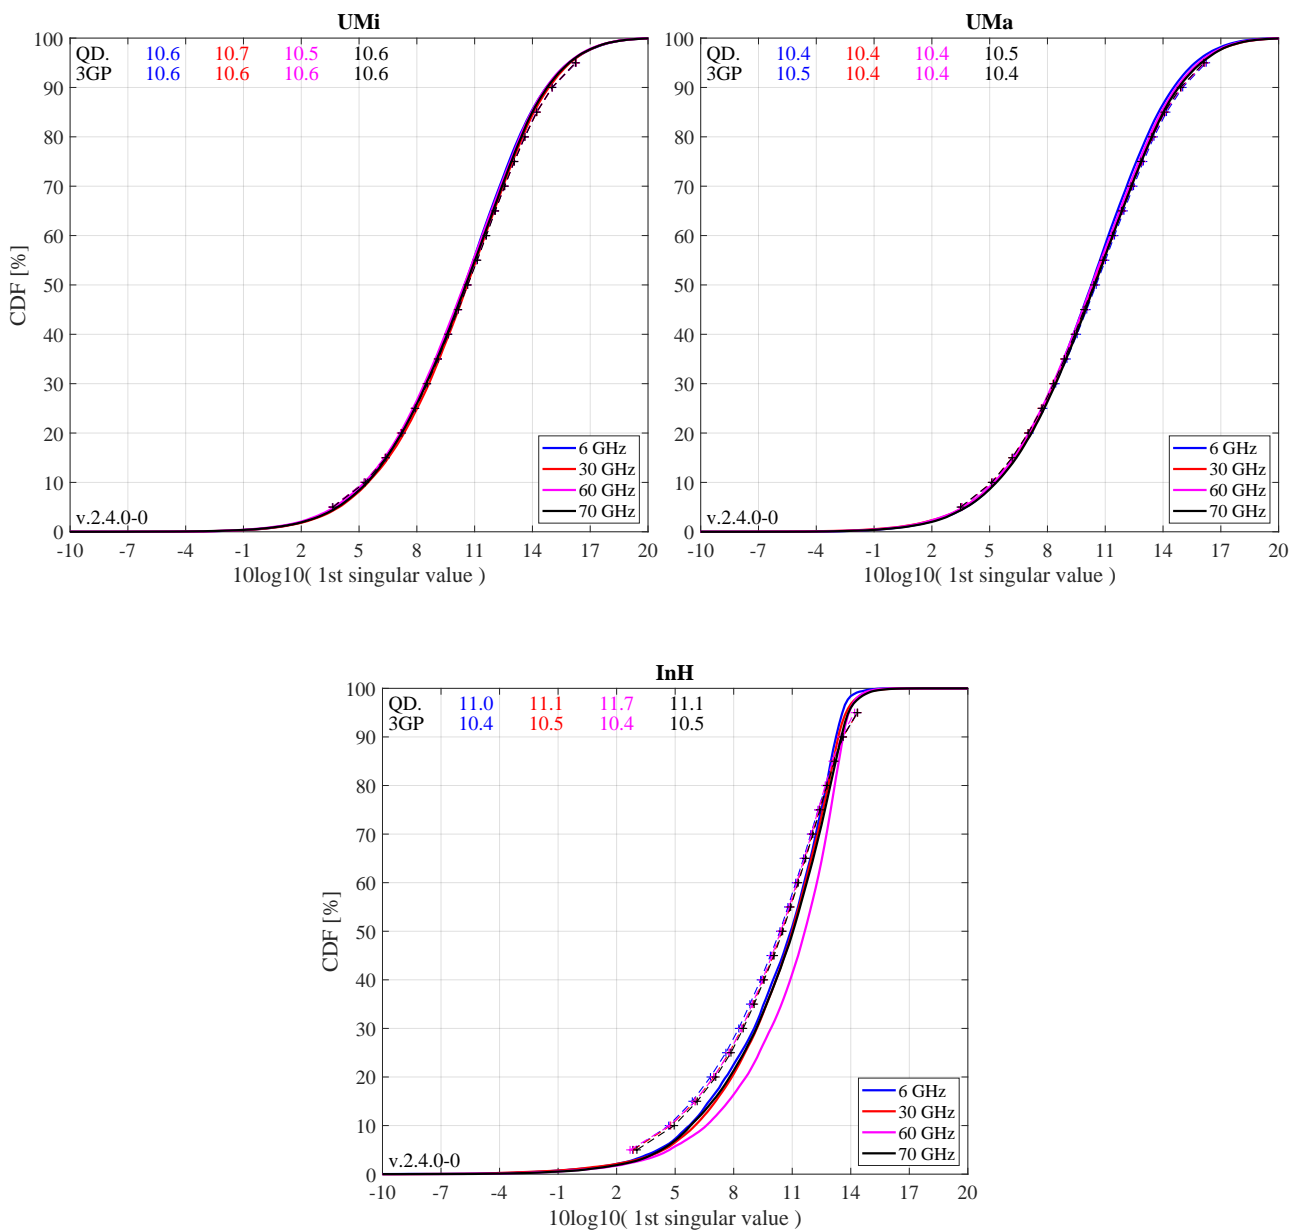 UMi
QD. 10.6 10.7 10.5 10.6
3GP 10.6 10.6 10.6 10.6
100
90
80
70
60
50
40
30
20
10
0
CDF [%]
6 GHz
30 GHz
60 GHz
70 GHz
v.2.4.0-0
-10 -7 -4 -1 2 5 8 11 14 17 20
10log10( 1st singular value )
UMa
QD. 10.4 10.4 10.4 10.5
3GP 10.5 10.4 10.4 10.4
100
90
80
70
60
50
40
30
20
10
0
6 GHz
30 GHz
60 GHz
70 GHz
v.2.4.0-0
-10 -7 -4 -1 2 5 8 11 14 17 20
10log10( 1st singular value )
InH
QD. 11.0 11.1 11.7 11.1
3GP 10.4 10.5 10.4 10.5
100
90
80
70
60
50
40
30
20
10
0
CDF [%]
6 GHz
30 GHz
60 GHz
70 GHz
v.2.4.0-0
-10 -7 -4 -1 2 5 8 11 14 17 20
10log10( 1st singular value )